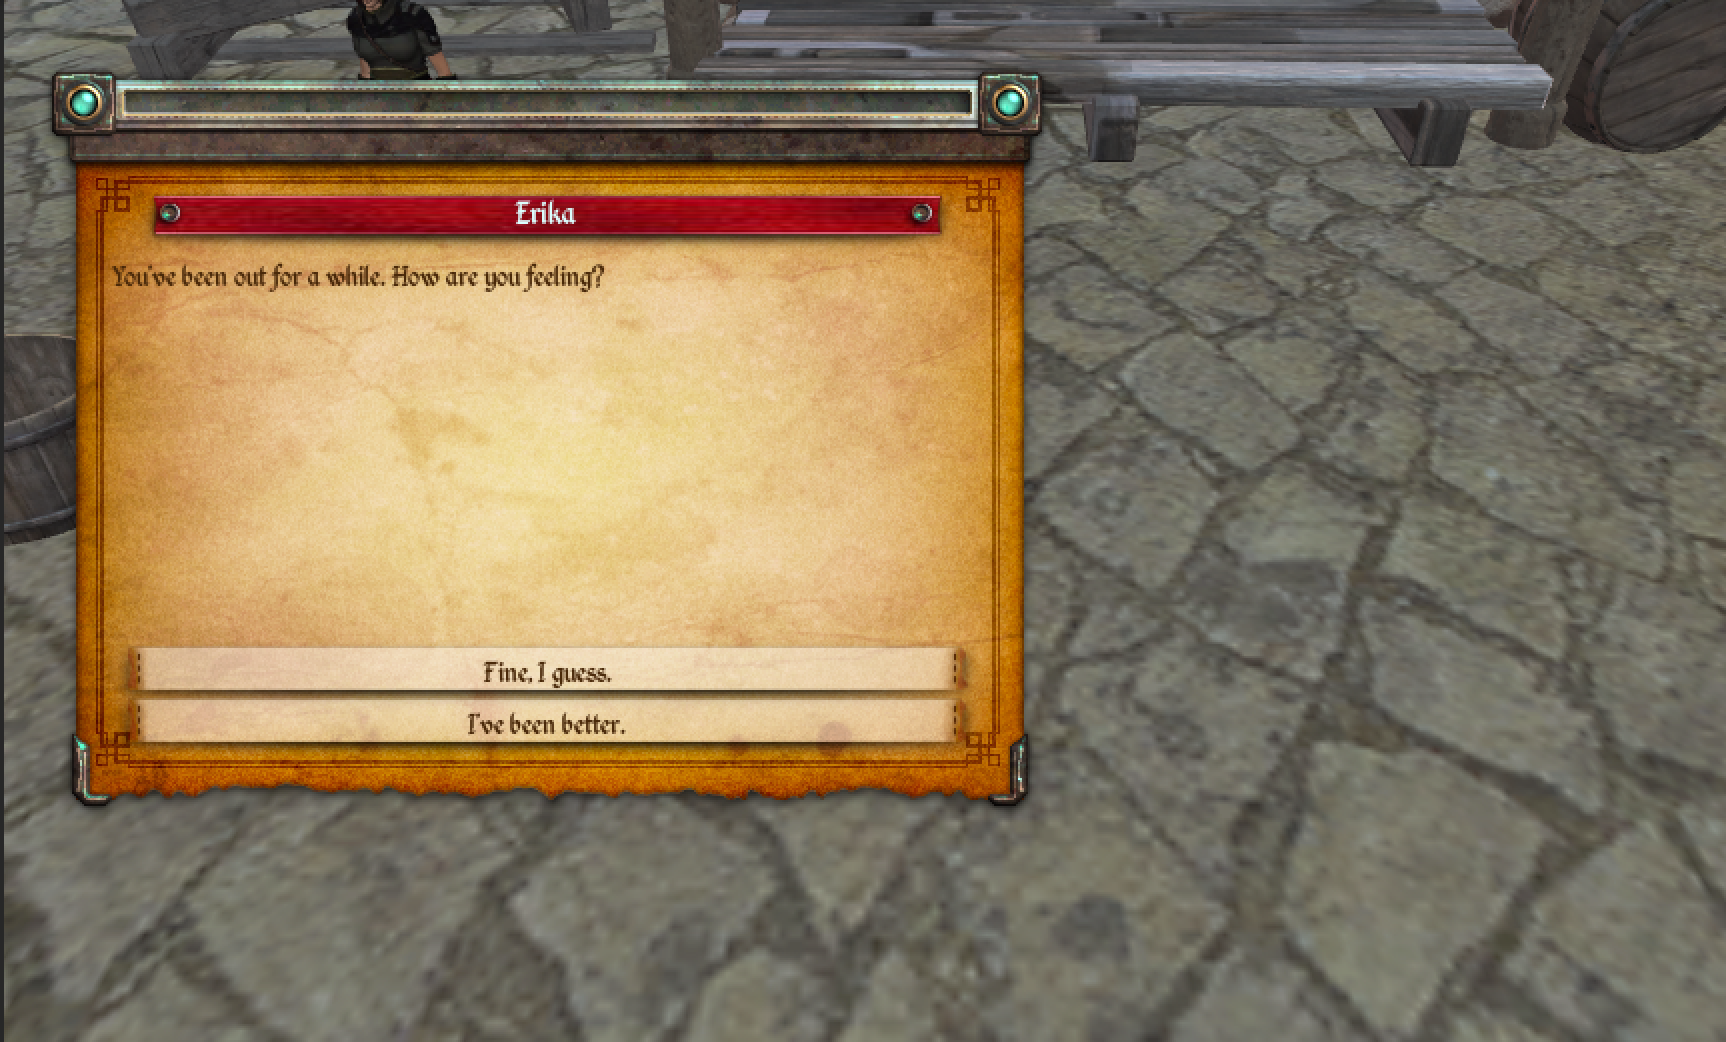 Erika
You've been out for a while. How are you feeling?
Fine, I guess.
I've been better.